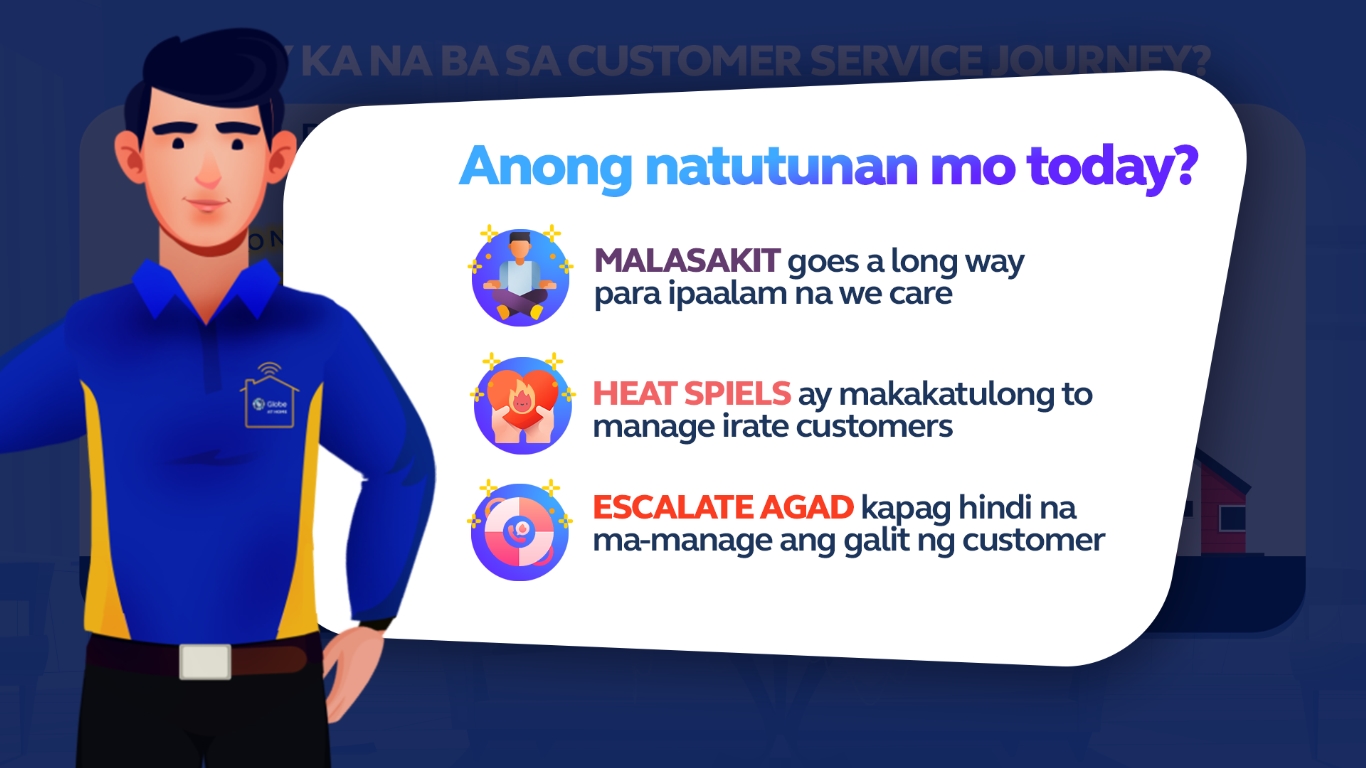 KA NA BA SA CUSTOMER SERVICE JOURNEY?
Anong natutunan mo today?
MALASAKIT goes a long way
para ipaalam na we care
HEAT SPIELS ay makakatulong to
manage irate customers
ESCALATE AGAD kapag hindi na
ma-manage ang galit ng customer
Globe
AT HOME